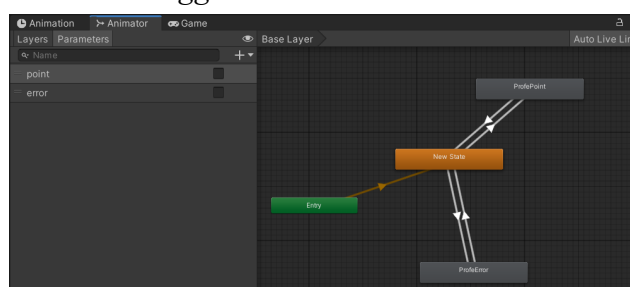 Animation Animator Game
Layers Parameters Base Layer Auto Live Lin
Name
point
error
ProfePoint
New State
Entry
ProfeError